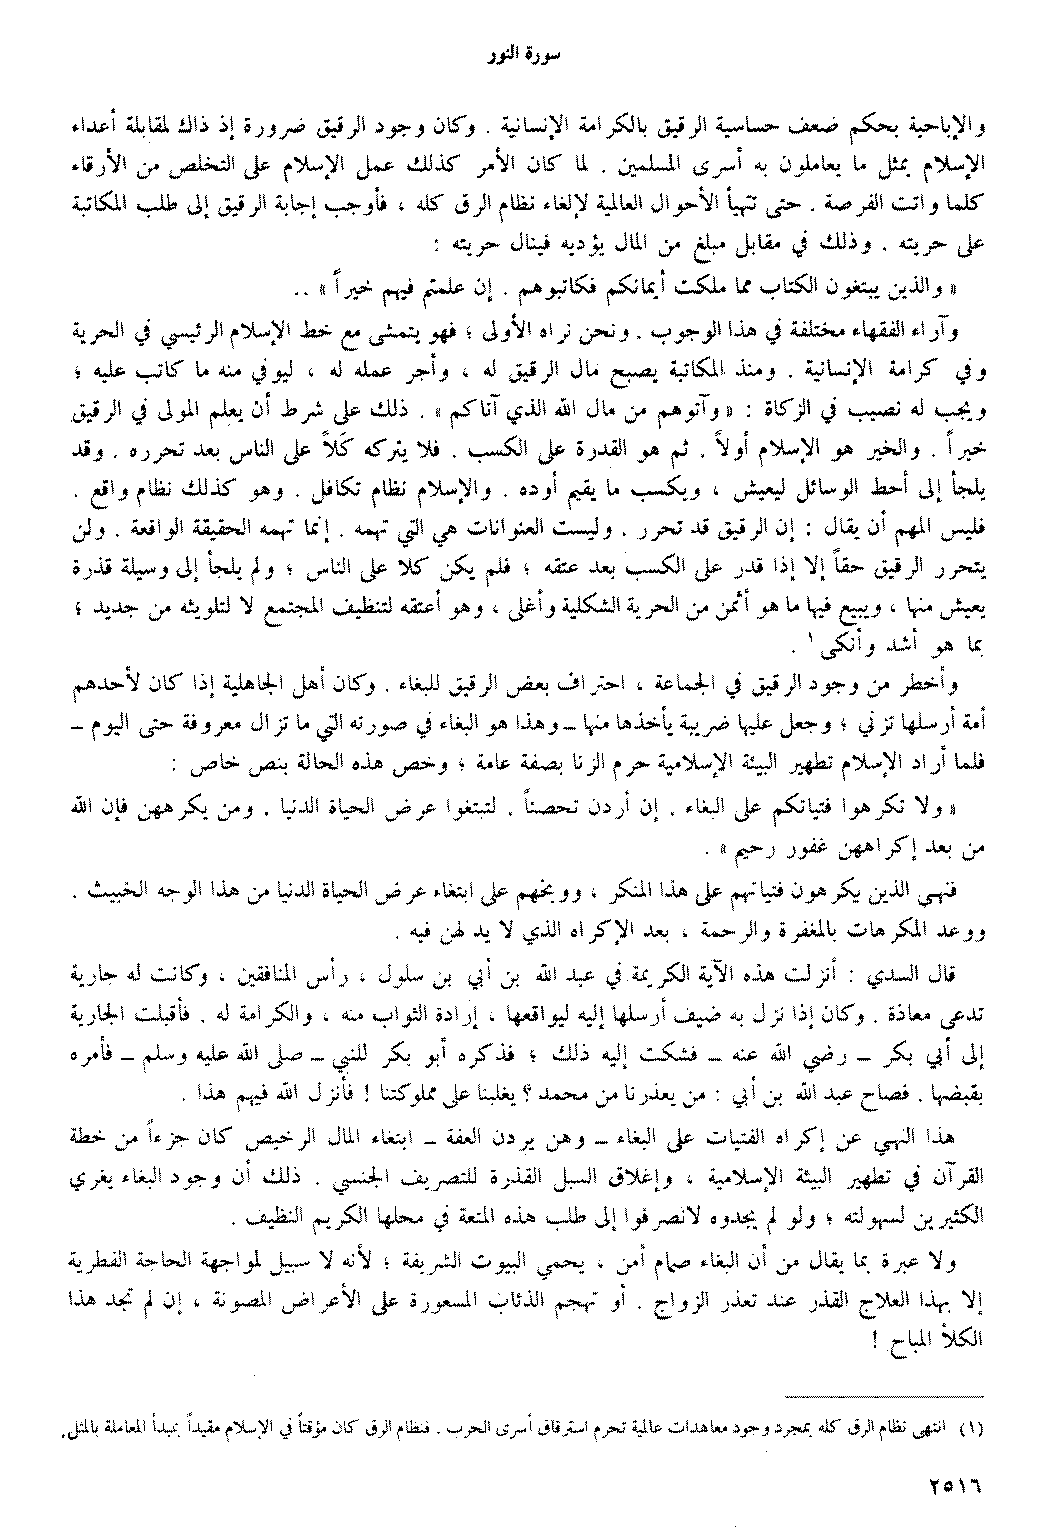 سورة النور
والإباحية بحكم ضعف حساسية الرقيق بالكرامة الإنسانية . وكان وجود الرقيق ضرورة إذ ذاك لمقابلة أعداء
الإسلام بمثل ما يعاملون به أسرى المسلمين . لما كان الأمر كذلك عمل الإسلام على التخلص من الأرقاء
كلما واتت الفرصة . حتى تتهيأ الأحوال العالمية لإلغاء نظام الرق كله ، فأوجب إجابة الرقيق إلى طلب المكاتبة
على حريته . وذلك في مقابل مبلغ من المال يؤديه فينال حريته :
« والذين يبتغون الكتاب مما ملكت أيمانكم فكاتبوهم . إن علمتم فيهم خيراً » ..
وآراء الفقهاء مختلفة في هذا الوجوب . ونحن نراه الأولى ؛ فهو يتمشى مع خط الإسلام الرئيسي في الحرية
وفي كرامة الإنسانية . ومنذ المكاتبة يصبح مال الرقيق له ، وأجر عمله له ، ليوفي منه ما كاتب عليه ؛
ويجب له نصيب في الزكاة : « وآتوهم من مال الله الذي آتاكم » . ذلك على شرط أن يعلم المولى في الرقيق
خيراً . والخير هو الإسلام أولاً . ثم هو القدرة على الكسب . فلا يتركه كَلاًّ على الناس بعد تحرره . وقد
يلجأ إلى أحط الوسائل ليعيش ، ويكسب ما يقيم أوده . والإسلام نظام تكافل . وهو كذلك نظام واقع .
فليس المهم أن يقال : إن الرقيق قد تحرر . وليست العنوانات هي التي تهمه . إنما تهمه الحقيقة الواقعة . ولن
يتحرر الرقيق حقاً إلا إذا قدر على الكسب بعد عتقه ؛ فلم يكن كلا على الناس ؛ ولم يلجأ إلى وسيلة قذرة
يعيش منها ، ويبيع فيها ما هو أثمن من الحرية الشكلية وأغلى ، وهو أعتقه لتنظيف المجتمع لا لتلويثه من جديد ؛
بما هو أشد وأنكى ١ .
وأخطر من وجود الرقيق في الجماعة ، احتراف بعض الرقيق للبغاء . وكان أهل الجاهلية إذا كان لأحدهم
أمة أرسلها تزني ؛ وجعل عليها ضريبة يأخذها منها – وهذا هو البغاء في صورته التي ما تزال معروفة حتى اليوم –
فلما أراد الإسلام تطهير البيئة الإسلامية حرم الزنا بصفة عامة ؛ وخص هذه الحالة بنص خاص :
« ولا تكرهوا فتياتكم على البغاء . إن أردن تحصناً . لتبتغوا عرض الحياة الدنيا . ومن يكرههن فإن الله
من بعد إكراههن غفور رحيم » .
فنهى الذين يكرهون فتياتهم على هذا المنكر ، ووبخهم على ابتغاء عرض الحياة الدنيا من هذا الوجه الخبيث .
ووعد المكرهات بالمغفرة والرحمة ، بعد الإكراه الذي لا يد لهن فيه .
قال السدي : أنزلت هذه الآية الكريمة في عبد الله بن أبي بن سلول ، رأس المنافقين ، وكانت له جارية
تدعى معاذة . وكان إذا نزل به ضيف أرسلها إليه ليواقعها ، إرادة الثواب منه ، والكرامة له . فأقبلت الجارية
إلى أبي بكر – رضي الله عنه – فشكت إليه ذلك ؛ فذكره أبو بكر للنبي – صلى الله عليه وسلم – فأمره
بقبضها . فصاح عبد الله بن أبي : من يعذرنا من محمد ؟ يغلبنا على مملوكتنا ! فأنزل الله فيهم هذا .
هذا النهي عن إكراه الفتيات على البغاء – وهن يردن العفة – ابتغاء المال الرخيص كان جزءاً من خطة
القرآن في تطهير البيئة الإسلامية ، وإغلاق السبل القذرة للتصريف الجنسي . ذلك أن وجود البغاء يغري
الكثيرين لسهولته ؛ ولو لم يجدوه لانصرفوا إلى طلب هذه المتعة في محلها الكريم النظيف .
ولا عبرة بما يقال من أن البغاء صمام أمن ، يحمي البيوت الشريفة ؛ لأنه لا سبيل لمواجهة الحاجة الفطرية
إلا بهذا العلاج القذر عند تعذر الزواج . أو تهجم الذئاب المسعورة على الأعراض المصونة ، إن لم تجد هذا
الكلأ المباح !
(١) انتهى نظام الرق كله بمجرد وجود معاهدات عالمية تحرم استرقاق أسرى الحرب . فنظام الرق كان مؤقتاً في الإسلام مقيداً بمبدأ المعاملة بالمثل .
٢٥١٦